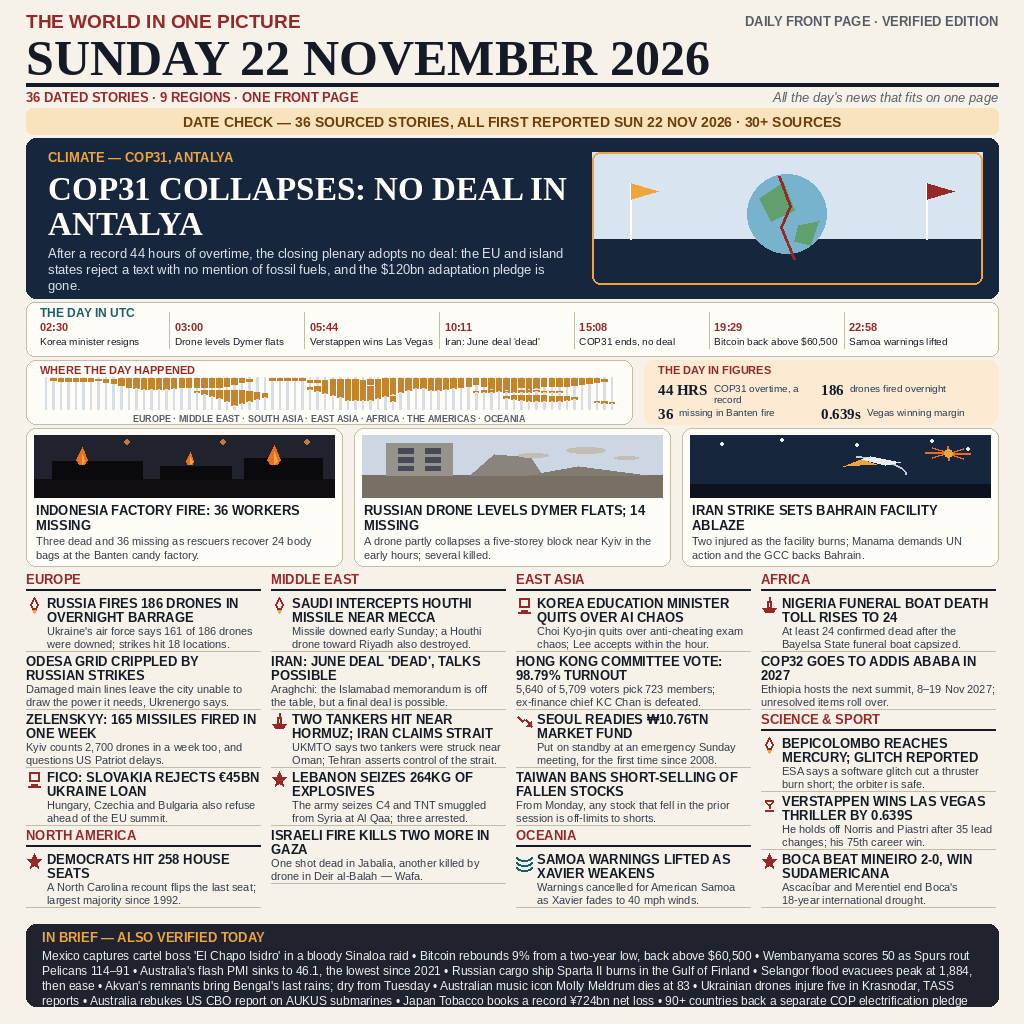 THE WORLD IN ONE PICTURE
DAILY FRONT PAGE · VERIFIED EDITION
SUNDAY 22 NOVEMBER 2026
36 DATED STORIES · 9 REGIONS · ONE FRONT PAGE
All the day's news that fits on one page
DATE CHECK — 36 SOURCED STORIES, ALL FIRST REPORTED SUN 22 NOV 2026 · 30+ SOURCES
CLIMATE — COP31, ANTALYA
COP31 COLLAPSES: NO DEAL IN
ANTALYA
After a record 44 hours of overtime, the closing plenary adopts no deal: the EU and island
states reject a text with no mention of fossil fuels, and the $120bn adaptation pledge is
gone.
THE DAY IN UTC
02:30
Korea minister resigns
03:00
Drone levels Dymer flats
05:44
Verstappen wins Las Vegas
10:11
Iran: June deal 'dead'
15:08
COP31 ends, no deal
19:29
Bitcoin back above $60,500
22:58
Samoa warnings lifted
WHERE THE DAY HAPPENED
EUROPE · MIDDLE EAST · SOUTH ASIA · EAST ASIA · AFRICA · THE AMERICAS · OCEANIA
THE DAY IN FIGURES
44 HRS COP31 overtime, a
record
186 drones fired overnight
36 missing in Banten fire
0.639s Vegas winning margin
INDONESIA FACTORY FIRE: 36 WORKERS
MISSING
Three dead and 36 missing as rescuers recover 24 body
bags at the Banten candy factory.
RUSSIAN DRONE LEVELS DYMER FLATS; 14
MISSING
A drone partly collapses a five-storey block near Kyiv in the
early hours; several killed.
IRAN STRIKE SETS BAHRAIN FACILITY
ABLAZE
Two injured as the facility burns; Manama demands UN
action and the GCC backs Bahrain.
EUROPE
RUSSIA FIRES 186 DRONES IN
OVERNIGHT BARRAGE
Ukraine's air force says 161 of 186 drones
were downed; strikes hit 18 locations.
ODESA GRID CRIPPLED BY
RUSSIAN STRIKES
Damaged main lines leave the city unable to
draw the power it needs, Ukrenergo says.
ZELENSKYY: 165 MISSILES FIRED IN
ONE WEEK
Kyiv counts 2,700 drones in a week too, and
questions US Patriot delays.
FICO: SLOVAKIA REJECTS €45BN
UKRAINE LOAN
Hungary, Czechia and Bulgaria also refuse
ahead of the EU summit.
NORTH AMERICA
DEMOCRATS HIT 258 HOUSE
SEATS
A North Carolina recount flips the last seat;
largest majority since 1992.
MIDDLE EAST
SAUDI INTERCEPTS HOUTHI
MISSILE NEAR MECCA
Missile downed early Sunday; a Houthi
drone toward Riyadh also destroyed.
IRAN: JUNE DEAL 'DEAD', TALKS
POSSIBLE
Araghchi: the Islamabad memorandum is off
the table, but a final deal is possible.
TWO TANKERS HIT NEAR
HORMUZ; IRAN CLAIMS STRAIT
UKMTO says two tankers were struck near
Oman; Tehran asserts control of the strait.
LEBANON SEIZES 264KG OF
EXPLOSIVES
The army seizes C4 and TNT smuggled
from Syria at Al Qaa; three arrested.
ISRAELI FIRE KILLS TWO MORE IN
GAZA
One shot dead in Jabalia, another killed by
drone in Deir al-Balah — Wafa.
EAST ASIA
KOREA EDUCATION MINISTER
QUITS OVER AI CHAOS
Choi Kyo-jin quits over anti-cheating exam
chaos; Lee accepts within the hour.
HONG KONG COMMITTEE VOTE:
98.79% TURNOUT
5,640 of 5,709 voters pick 723 members;
ex-finance chief KC Chan is defeated.
SEOUL READIES ₩10.76TN
MARKET FUND
Put on standby at an emergency Sunday
meeting, for the first time since 2008.
TAIWAN BANS SHORT-SELLING OF
FALLEN STOCKS
From Monday, any stock that fell in the prior
session is off-limits to shorts.
OCEANIA
SAMOA WARNINGS LIFTED AS
XAVIER WEAKENS
Warnings cancelled for American Samoa
as Xavier fades to 40 mph winds.
AFRICA
NIGERIA FUNERAL BOAT DEATH
TOLL RISES TO 24
At least 24 confirmed dead after the
Bayelsa State funeral boat capsized.
COP32 GOES TO ADDIS ABABA IN
2027
Ethiopia hosts the next summit, 8–19 Nov 2027;
unresolved items roll over.
SCIENCE & SPORT
BEPICOLOMBO REACHES
MERCURY; GLITCH REPORTED
ESA says a software glitch cut a thruster
burn short; the orbiter is safe.
VERSTAPPEN WINS LAS VEGAS
THRILLER BY 0.639S
He holds off Norris and Piastri after 35 lead
changes; his 75th career win.
BOCA BEAT MINEIRO 2-0, WIN
SUDAMERICANA
Ascacíbar and Merentiel end Boca's
18-year international drought.
IN BRIEF — ALSO VERIFIED TODAY
Mexico captures cartel boss 'El Chapo Isidro' in a bloody Sinaloa raid • Bitcoin rebounds 9% from a two-year low, back above $60,500 • Wembanyama scores 50 as Spurs rout
Pelicans 114–91 • Australia's flash PMI sinks to 46.1, the lowest since 2021 • Russian cargo ship Sparta II burns in the Gulf of Finland • Selangor flood evacuees peak at 1,884,
then ease • Akvan's remnants bring Bengal's last rains; dry from Tuesday • Australian music icon Molly Meldrum dies at 83 • Ukrainian drones injure five in Krasnodar, TASS
reports • Australia rebukes US CBO report on AUKUS submarines • Japan Tobacco books a record ¥724bn net loss • 90+ countries back a separate COP electrification pledge